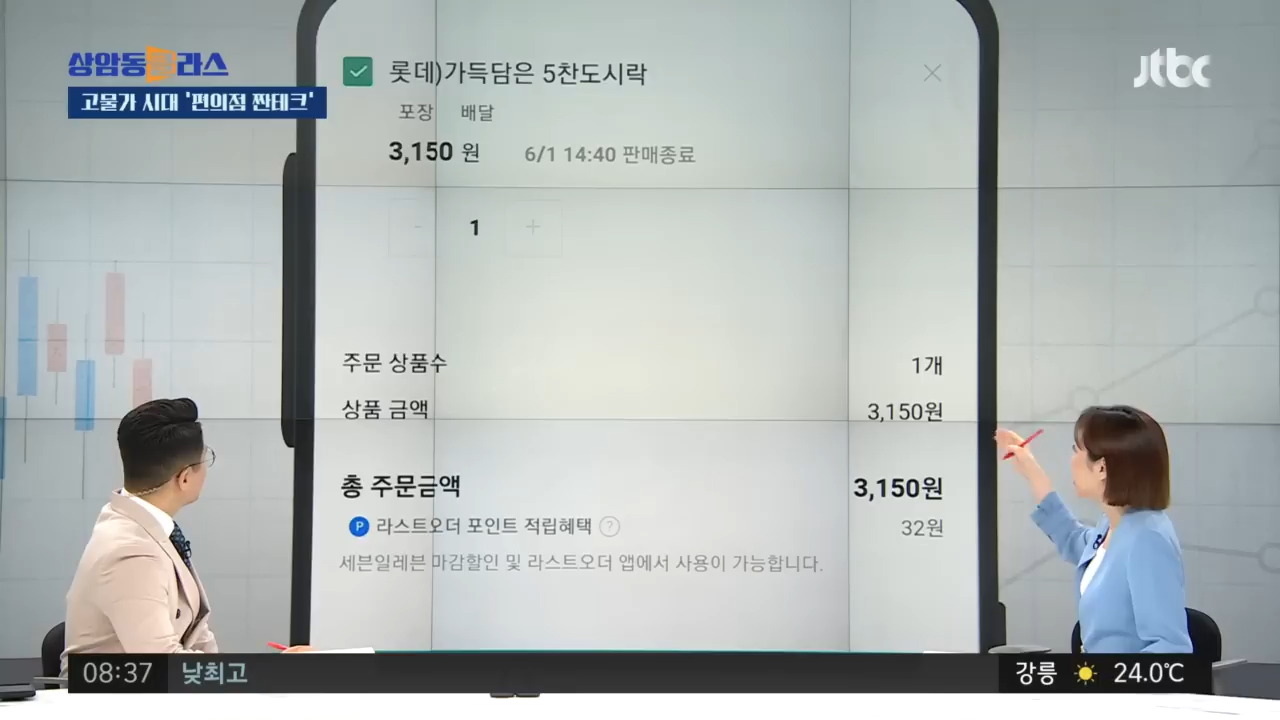 상암동클라스
고물가 시대 '편의점 짠테크'
jtbc
롯데)가득담은 5찬도시락
포장 배달
3,150 원 6/1 14:40 판매종료
- 1 +
주문 상품수 1개
상품 금액 3,150원
총 주문금액 3,150원
P 라스트오더 포인트 적립혜택 ? 32원
세븐일레븐 마감할인 및 라스트오더 앱에서 사용이 가능합니다.
08:37 낮최고 강릉 24.0℃